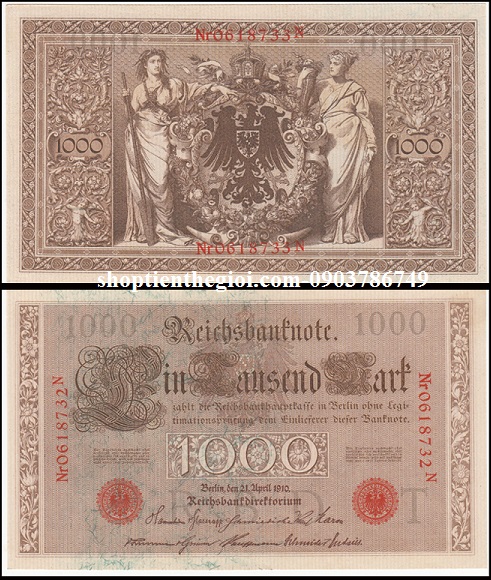 Nr0618733N
1000
1000
Nr0618733N
shoptienthegioi.com 0903786749
1000 Reichsbanknote. 1000
Ein Tausend Mark
zahlt die Reichsbankhauptkasse in Berlin ohne Legi-
timationsprüfung dem Einlieferer dieser Banknote.
Nr0618732N
Nr0618732N
1000
Berlin, den 21. April 1910.
Reichsbankdirektorium